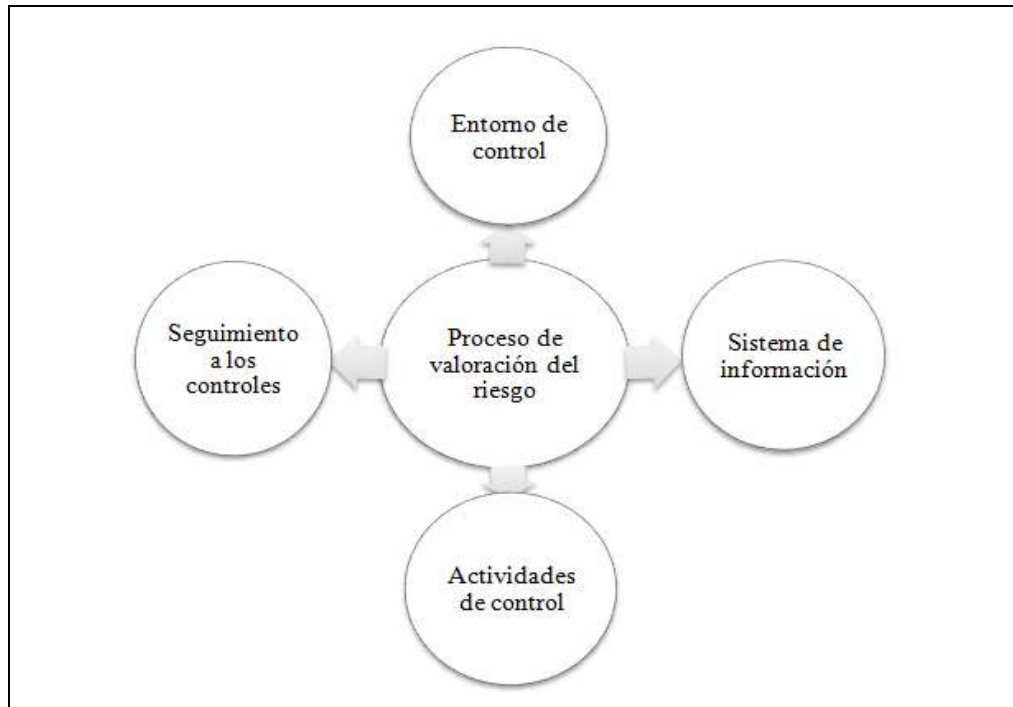 Entorno de
control
Seguimiento
a los
controles
Proceso de
valoración del
riesgo
Sistema de
información
Actividades
de control